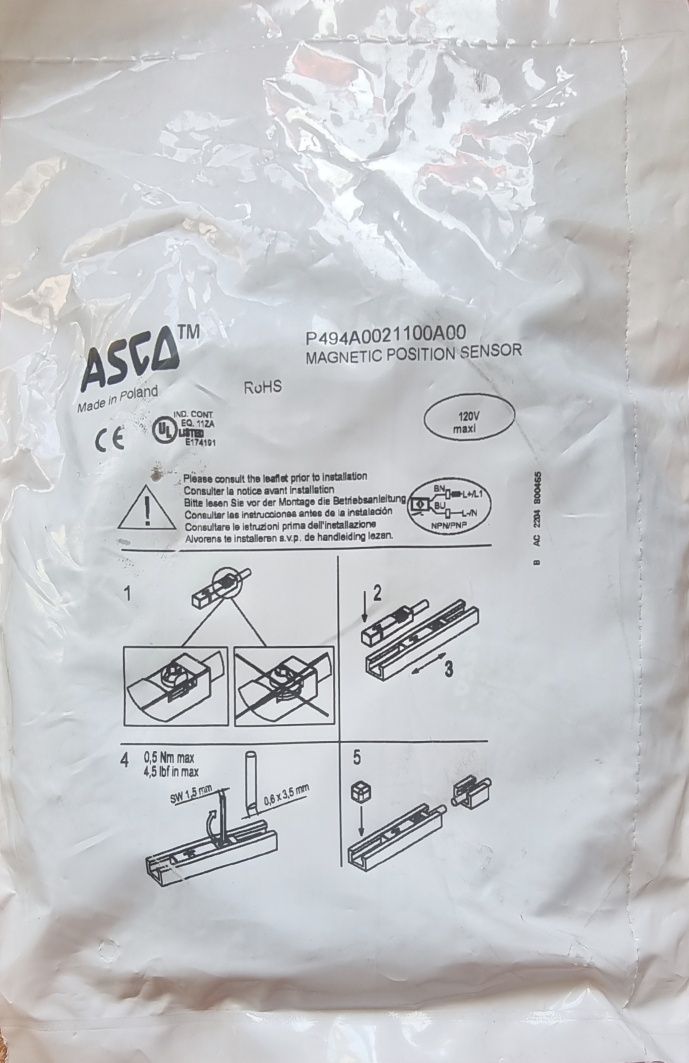 ASCO™
Made in Poland
RoHS
P494A0021100A00
MAGNETIC POSITION SENSOR
CE
UL
IND. CONT.
EQ. 11ZA
LISTED
E174191
120V
maxi
Please consult the leaflet prior to installation
Consulter la notice avant installation
Bitte lesen Sie vor der Montage die Betriebsanleitung
Consultar las instrucciones antes de la instalación
Consultare le istruzioni prima dell'installazione
Alvorens te installeren s.v.p. de handleiding lezen.
!
BN
L+/L1
BU
L-/N
NPN/PNP
B AC 2204 800465
1
2
3
4
0,5 Nm max
4,5 lbf in max
SW 1,5 mm
0,6 x 3,5 mm
5